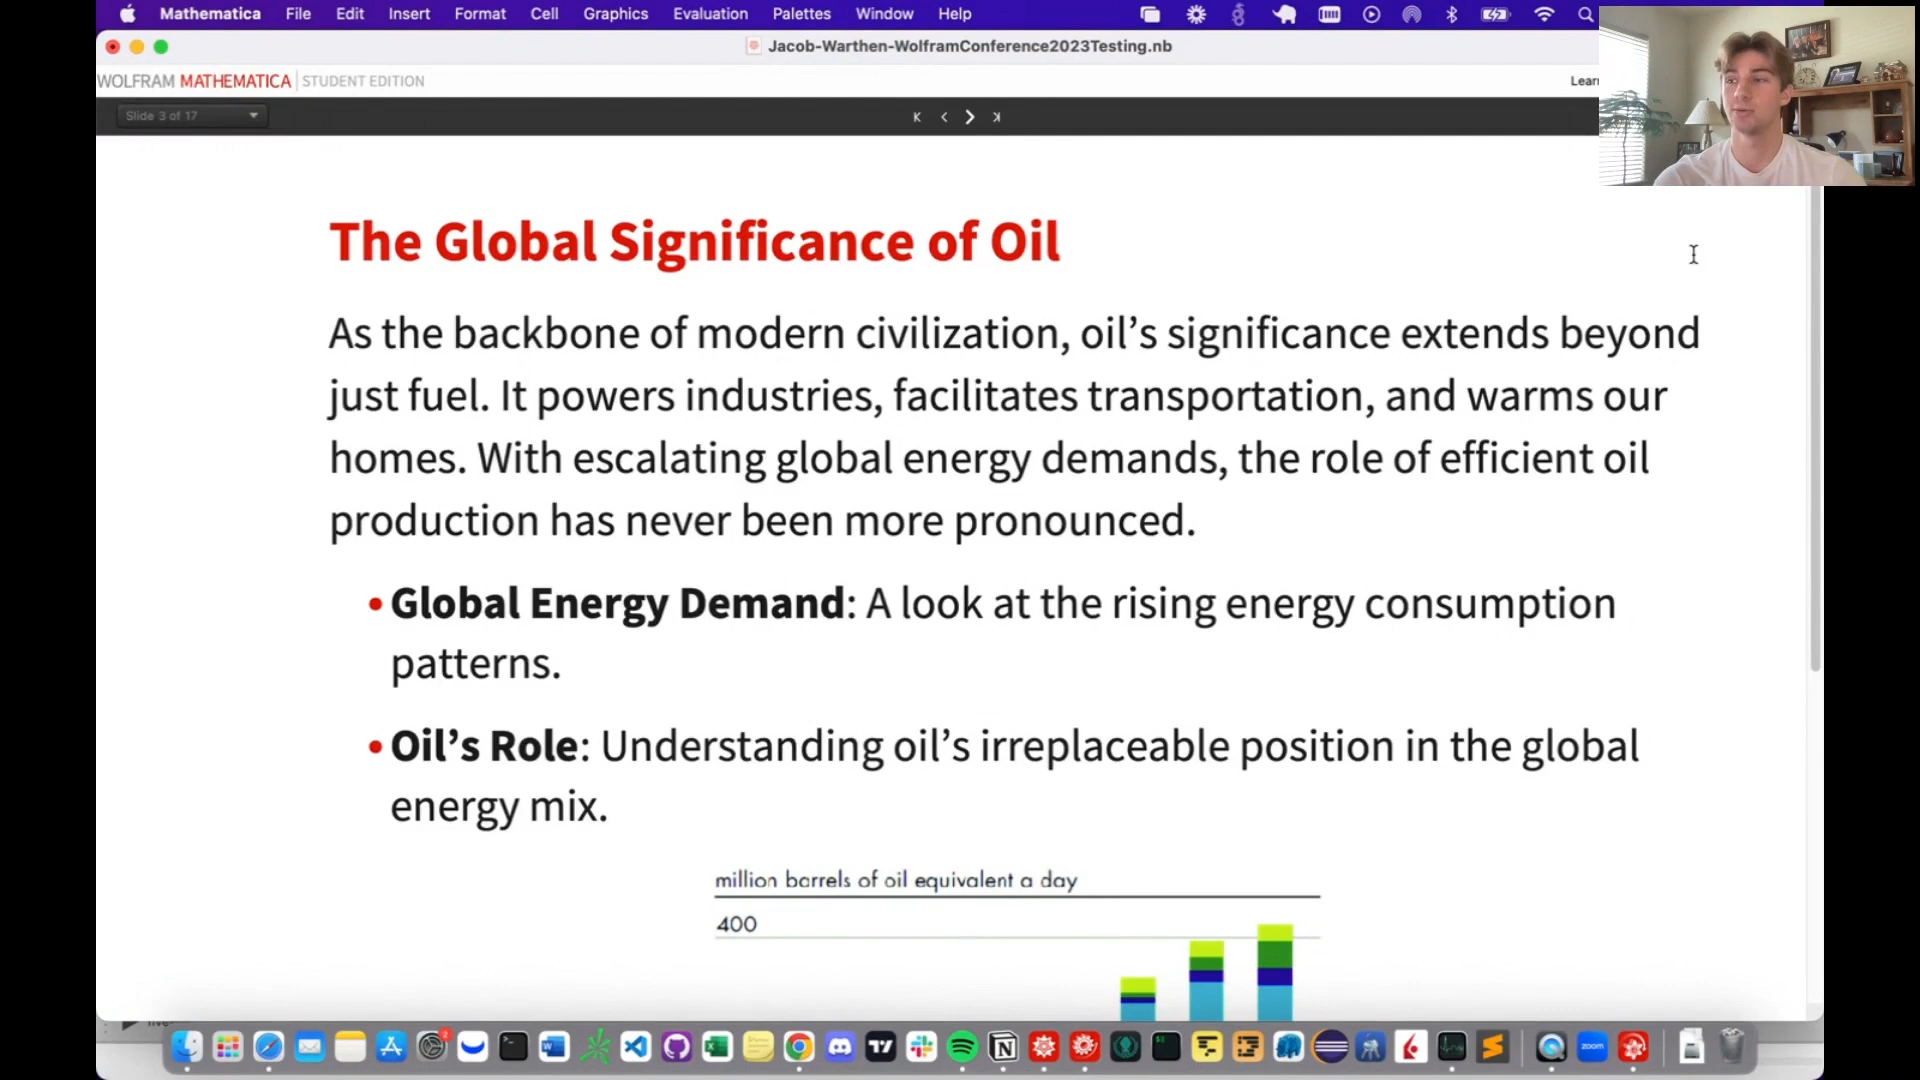 Mathematica File Edit Insert Format Cell Graphics Evaluation Palettes Window Help
Jacob-Warthen-WolframConference2023Testing.nb
WOLFRAM MATHEMATICA STUDENT EDITION
Slide 3 of 17
The Global Significance of Oil
As the backbone of modern civilization, oil’s significance extends beyond
just fuel. It powers industries, facilitates transportation, and warms our
homes. With escalating global energy demands, the role of efficient oil
production has never been more pronounced.
• Global Energy Demand: A look at the rising energy consumption
patterns.
• Oil’s Role: Understanding oil’s irreplaceable position in the global
energy mix.
million barrels of oil equivalent a day
400
zoom